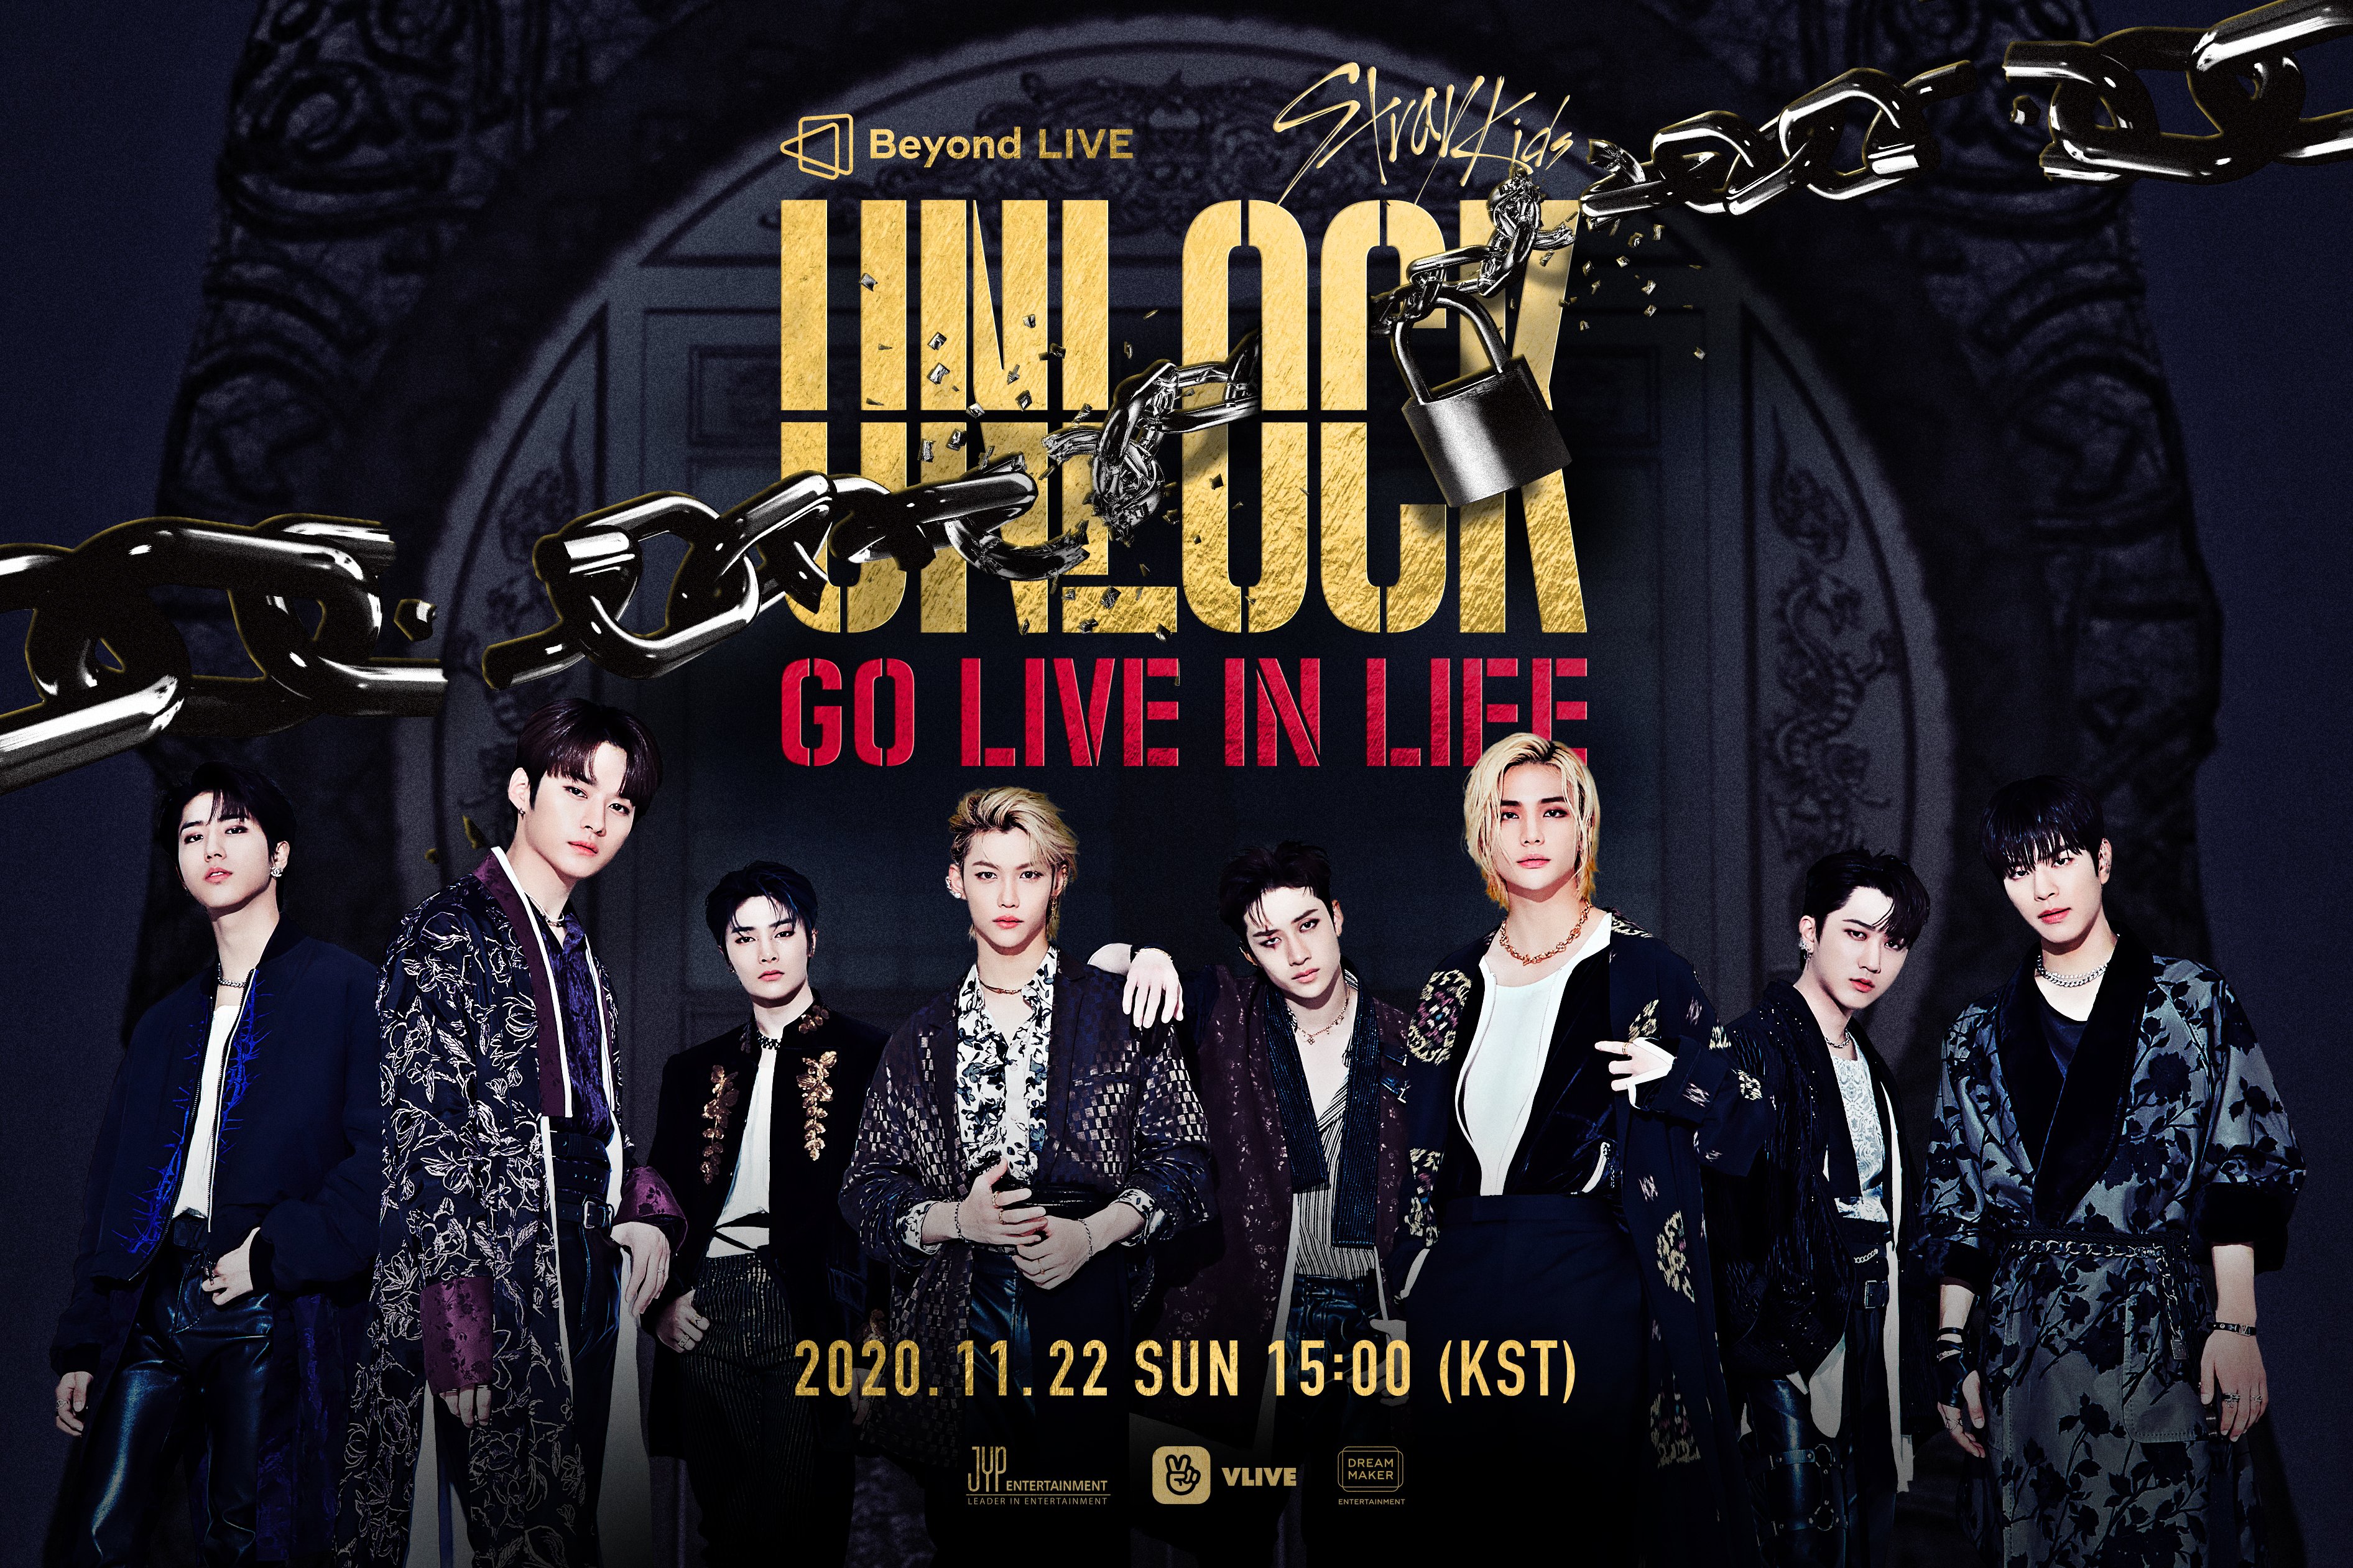 Beyond LIVE
Stray Kids
UNLOCK
GO LIVE IN LIFE
2020. 11. 22 SUN 15:00 (KST)
JYP ENTERTAINMENT
LEADER IN ENTERTAINMENT
VLIVE
DREAM
MAKER
ENTERTAINMENT